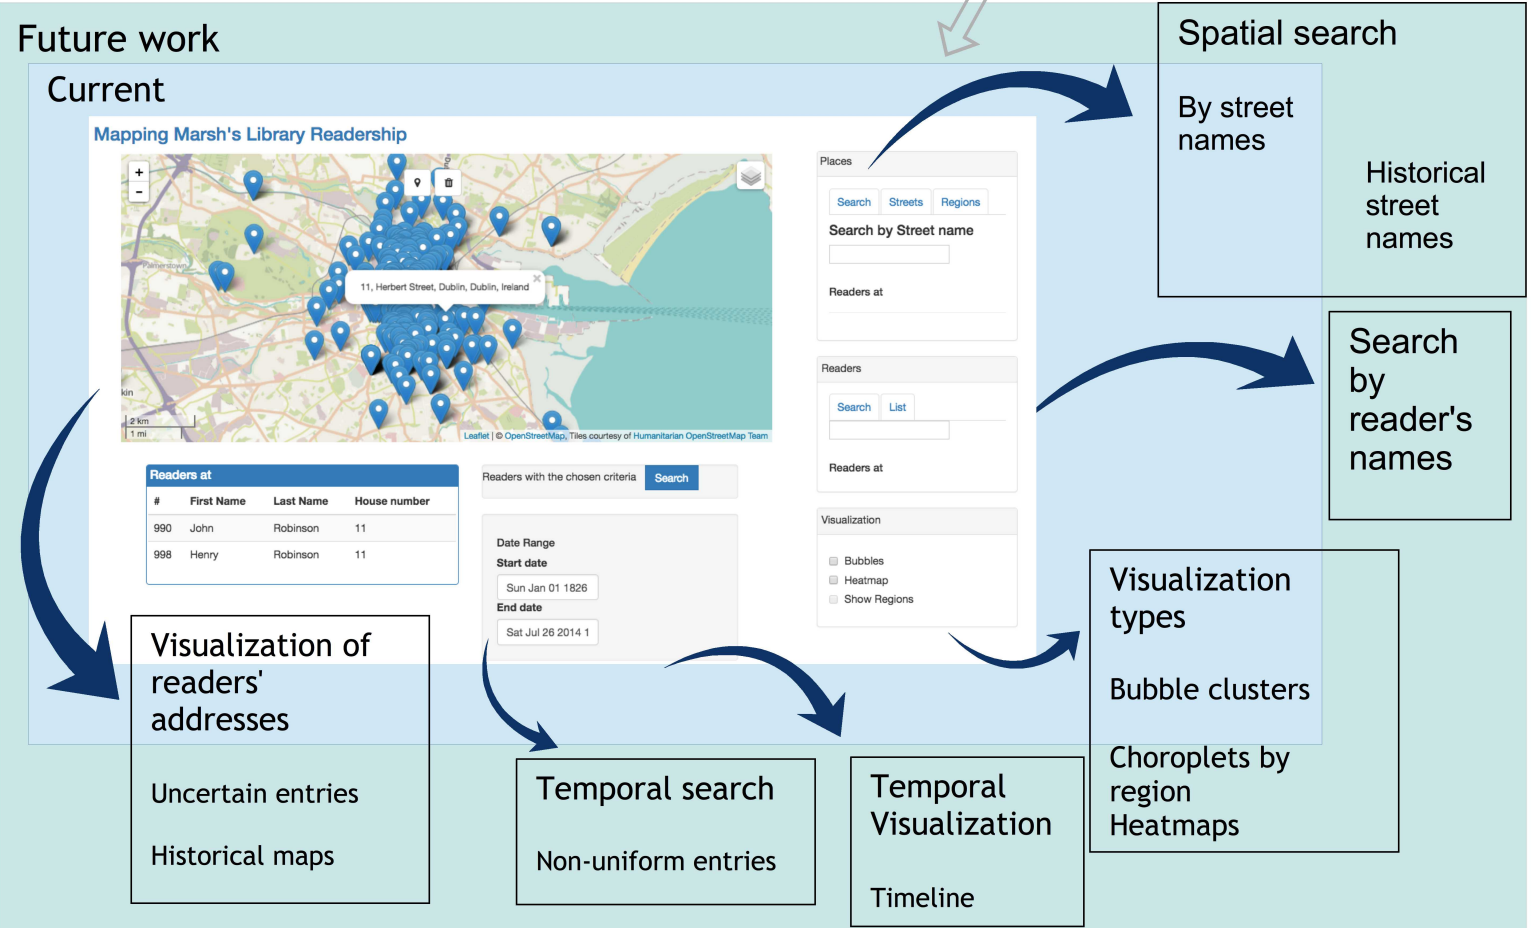 Future work
Current
Mapping Marsh's Library Readership
+
-
11, Herbert Street, Dublin, Dublin, Ireland
×
Palmerstown
kin
2 km
1 mi
Leaflet | © OpenStreetMap, Tiles courtesy of Humanitarian OpenStreetMap Team
Places
Search
Streets
Regions
Search by Street name
Readers at
Readers
Search
List
Readers at
Visualization
Bubbles
Heatmap
Show Regions
Readers at
# First Name Last Name House number
990 John Robinson 11
998 Henry Robinson 11
Readers with the chosen criteria
Search
Date Range
Start date
Sun Jan 01 1826
End date
Sat Jul 26 2014 1
Spatial search
By street
names
Historical
street
names
Search
by
reader's
names
Visualization
types
Bubble clusters
Choroplets by
region
Heatmaps
Visualization of
readers'
addresses
Uncertain entries
Historical maps
Temporal search
Non-uniform entries
Temporal
Visualization
Timeline